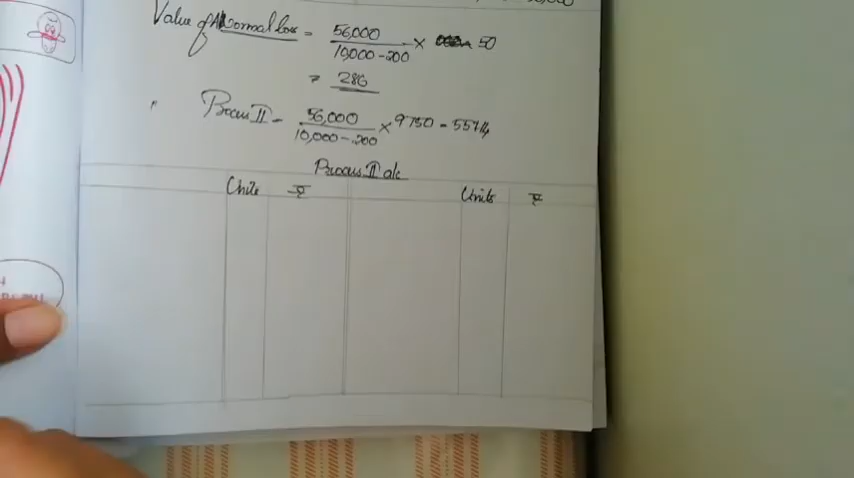 Value of Abnormal loss = 56,000 / 10,000 - 200 × 50
= 286
Process II = 56,000 / 10,000 - 200 × 9750 = 55714
Process II a/c
Units ₹ Units ₹